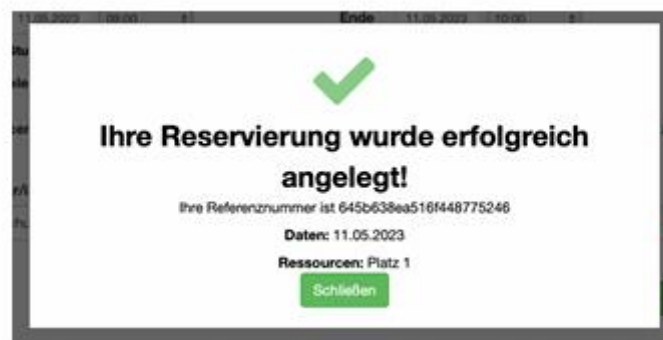 11.05.2023 09:00 Ende 11.05.2023 10:00
Ihre Reservierung wurde erfolgreich
angelegt!
Ihre Referenznummer ist 645b638ea516f448775246
Daten: 11.05.2023
Ressourcen: Platz 1
Schließen